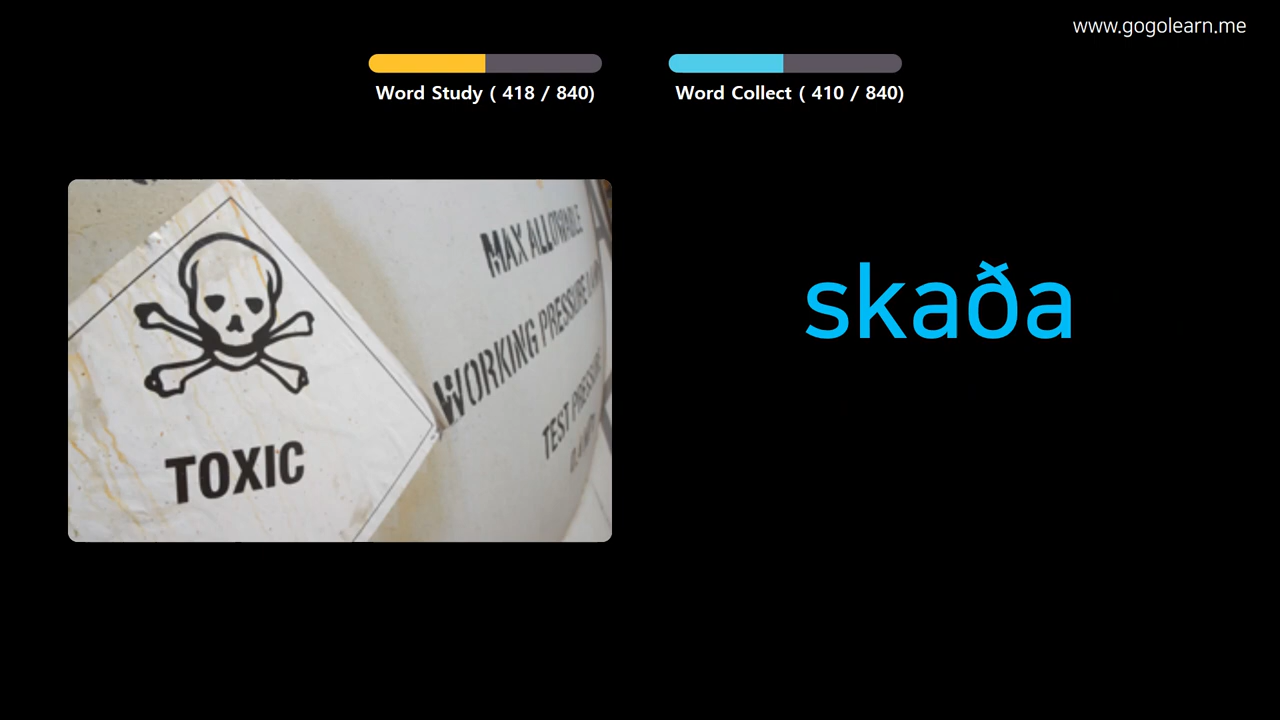 www.gogolearn.me
Word Study ( 418 / 840)
Word Collect ( 410 / 840)
skaða
MAX ALLOWABLE
WORKING PRESSURE
TEST PRESSURE
TOXIC